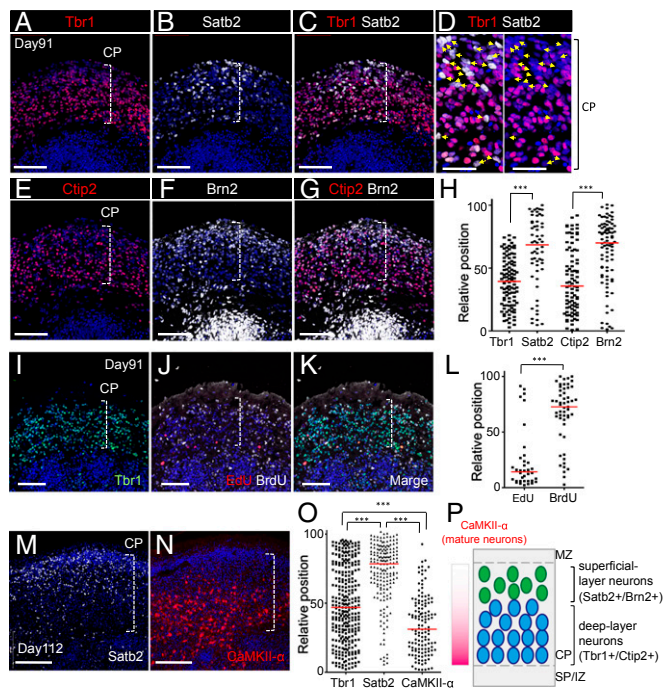 A Tbr1 B Satb2 C Tbr1 Satb2 D Tbr1 Satb2
Day91 CP
CP
E Ctip2 F Brn2 G Ctip2 Brn2 H
CP
***
***
100
50
0
Relative position
Tbr1 Satb2 Ctip2 Brn2
I Day91 J K L
CP
Tbr1 EdU BrdU Marge
***
100
50
0
Relative position
EdU BrdU
M CP N O P
Day112 Satb2 CaMKII-α
***
***
***
100
50
0
Relative position
Tbr1 Satb2 CaMKII-α
CaMKII-α
(mature neurons)
MZ
superficial-
layer neurons
(Satb2+/Brn2+)
deep-layer
neurons
(Tbr1+/Ctip2+)
CP
SP/IZ